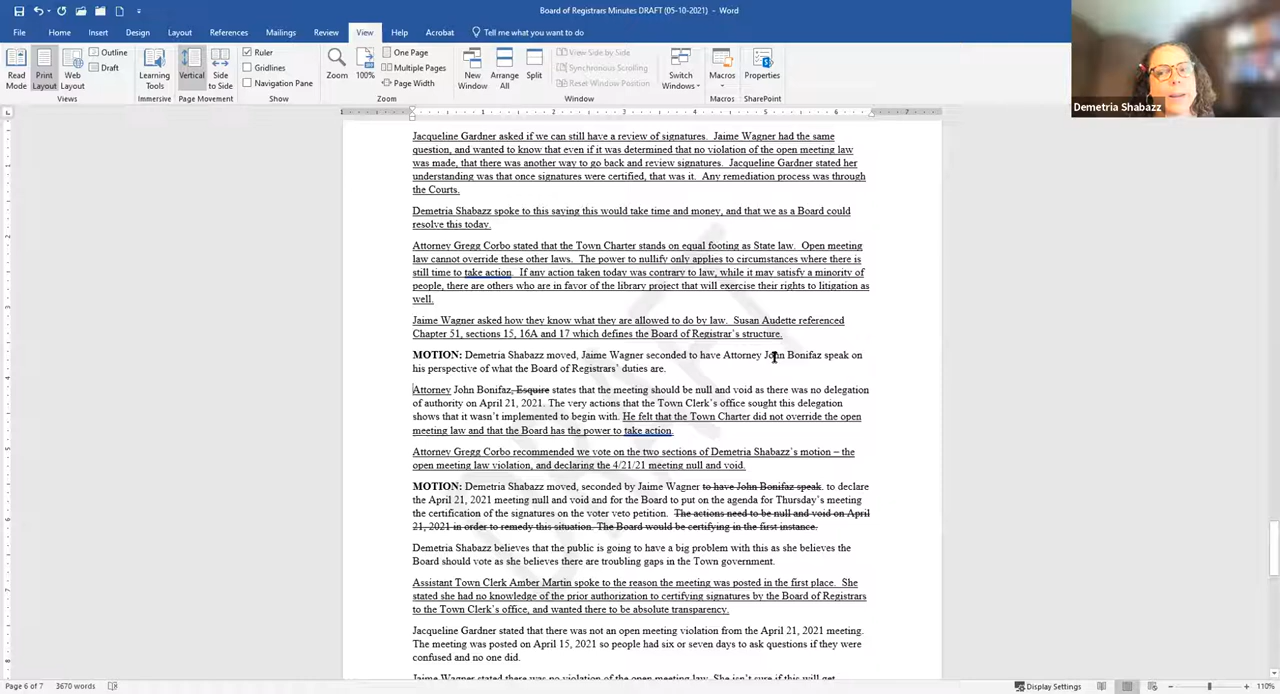 Board of Registrars Minutes DRAFT (05-10-2021) - Word
File Home Insert Draw Design Layout References Mailings Review View Help Acrobat Tell me what you want to do
Read Mode
Print Layout
Web Layout
Outline
Draft
Views
Learning Tools
Immersive
Vertical
Side to Side
Page Movement
Ruler
Gridlines
Navigation Pane
Show
Zoom
100%
One Page
Multiple Pages
Page Width
Zoom
New Window
Arrange All
Split
View Side by Side
Synchronous Scrolling
Reset Window Position
Window
Switch Windows
Macros
Macros
Properties
SharePoint
Demetria Shabazz
Jacqueline Gardner asked if we can still have a review of signatures. Jaime Wagner had the same
question, and wanted to know that even if it was determined that no violation of the open meeting law
was made, that there was another way to go back and review signatures. Jacqueline Gardner stated her
understanding was that once signatures were certified, that was it. Any remediation process was through
the Courts.
Demetria Shabazz spoke to this saying this would take time and money, and that we as a Board could
resolve this today.
Attorney Gregg Corbo stated that the Town Charter stands on equal footing as State law. Open meeting
law cannot override these other laws. The power to nullify only applies to circumstances where there is
still time to take action. If any action taken today was contrary to law, while it may satisfy a minority of
people, there are others who are in favor of the library project that will exercise their rights to litigation as
well.
Jaime Wagner asked how they know what they are allowed to do by law. Susan Audette referenced
Chapter 51, sections 15, 16A and 17 which defines the Board of Registrar's structure.
MOTION: Demetria Shabazz moved, Jaime Wagner seconded to have Attorney John Bonifaz speak on
his perspective of what the Board of Registrars' duties are.
Attorney John Bonifaz, Esquire states that the meeting should be null and void as there was no delegation
of authority on April 21, 2021. The very actions that the Town Clerk's office sought this delegation
shows that it wasn't implemented to begin with. He felt that the Town Charter did not override the open
meeting law and that the Board has the power to take action.
Attorney Gregg Corbo recommended we vote on the two sections of Demetria Shabazz's motion – the
open meeting law violation, and declaring the 4/21/21 meeting null and void.
MOTION: Demetria Shabazz moved, seconded by Jaime Wagner to have John Bonifaz speak. to declare
the April 21, 2021 meeting null and void and for the Board to put on the agenda for Thursday's meeting
the certification of the signatures on the voter veto petition. The actions need to be null and void on April
21, 2021 in order to remedy this situation. The Board would be certifying in the first instance.
Demetria Shabazz believes that the public is going to have a big problem with this as she believes the
Board should vote as she believes there are troubling gaps in the Town government.
Assistant Town Clerk Amber Martin spoke to the reason the meeting was posted in the first place. She
stated she had no knowledge of the prior authorization to certifying signatures by the Board of Registrars
to the Town Clerk's office, and wanted there to be absolute transparency.
Jacqueline Gardner stated that there was not an open meeting violation from the April 21, 2021 meeting.
The meeting was posted on April 15, 2021 so people had six or seven days to ask questions if they were
confused and no one did.
Jaime Wagner stated there was no violation of the open meeting law. She isn't sure if this will get
DRAFT
Page 6 of 7 3670 words
Display Settings
110%